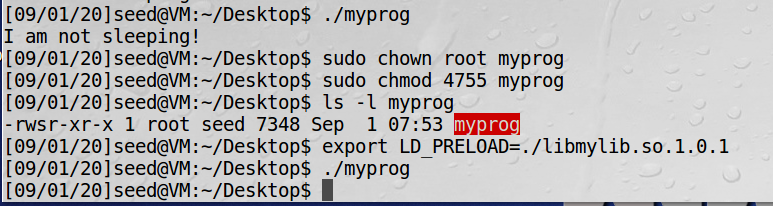 [09/01/20]seed@VM:~/Desktop$ ./myprog
I am not sleeping!
[09/01/20]seed@VM:~/Desktop$ sudo chown root myprog
[09/01/20]seed@VM:~/Desktop$ sudo chmod 4755 myprog
[09/01/20]seed@VM:~/Desktop$ ls -l myprog
-rwsr-xr-x 1 root seed 7348 Sep  1 07:53 myprog
[09/01/20]seed@VM:~/Desktop$ export LD_PRELOAD=./libmylib.so.1.0.1
[09/01/20]seed@VM:~/Desktop$ ./myprog
[09/01/20]seed@VM:~/Desktop$